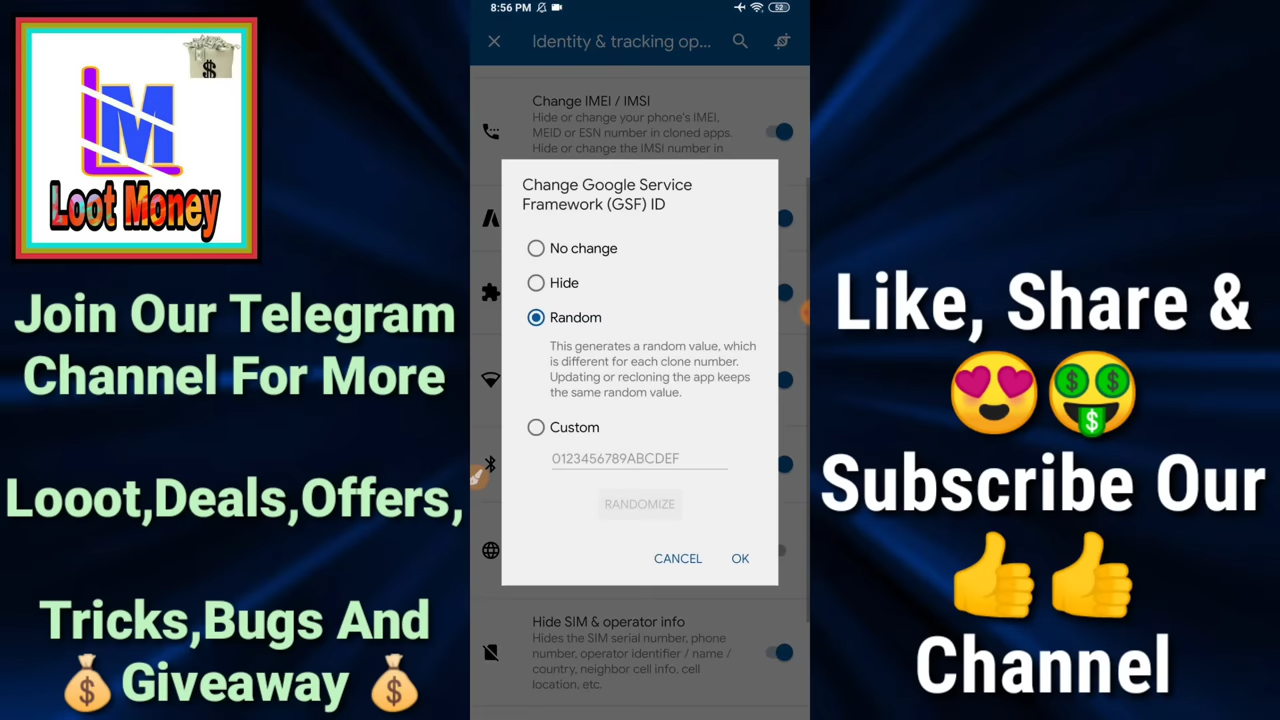 LM
Loot Money
Join Our Telegram
Channel For More
Looot,Deals,Offers,
Tricks,Bugs And
Giveaway
8:56 PM
52
Identity & tracking op...
Change IMEI / IMSI
Hide or change your phone's IMEI,
MEID or ESN number in cloned apps.
Hide or change the IMSI number in
Change Google Service
Framework (GSF) ID
No change
Hide
Random
This generates a random value, which
is different for each clone number.
Updating or recloning the app keeps
the same random value.
Custom
0123456789ABCDEF
RANDOMIZE
CANCEL OK
Hide SIM & operator info
Hides the SIM serial number, phone
number, operator identifier / name /
country, neighbor cell info, cell
location, etc.
Like, Share &
Subscribe Our
Channel